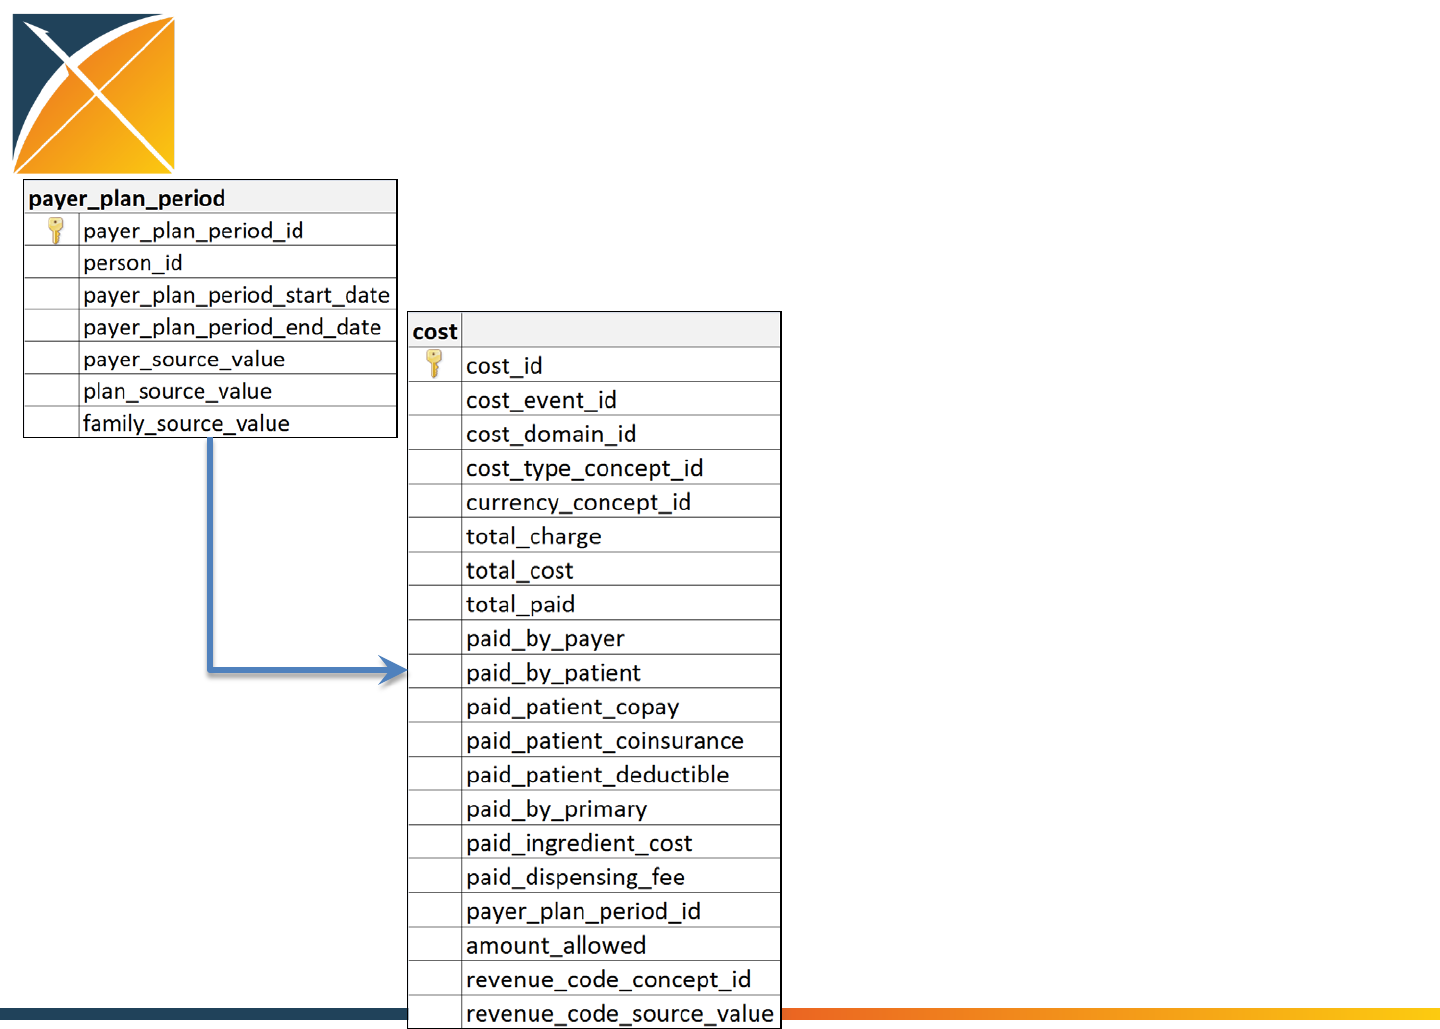 payer_plan_period
payer_plan_period_id
person_id
payer_plan_period_start_date
payer_plan_period_end_date
payer_source_value
plan_source_value
family_source_value
cost
cost_id
cost_event_id
cost_domain_id
cost_type_concept_id
currency_concept_id
total_charge
total_cost
total_paid
paid_by_payer
paid_by_patient
paid_patient_copay
paid_patient_coinsurance
paid_patient_deductible
paid_by_primary
paid_ingredient_cost
paid_dispensing_fee
payer_plan_period_id
amount_allowed
revenue_code_concept_id
revenue_code_source_value